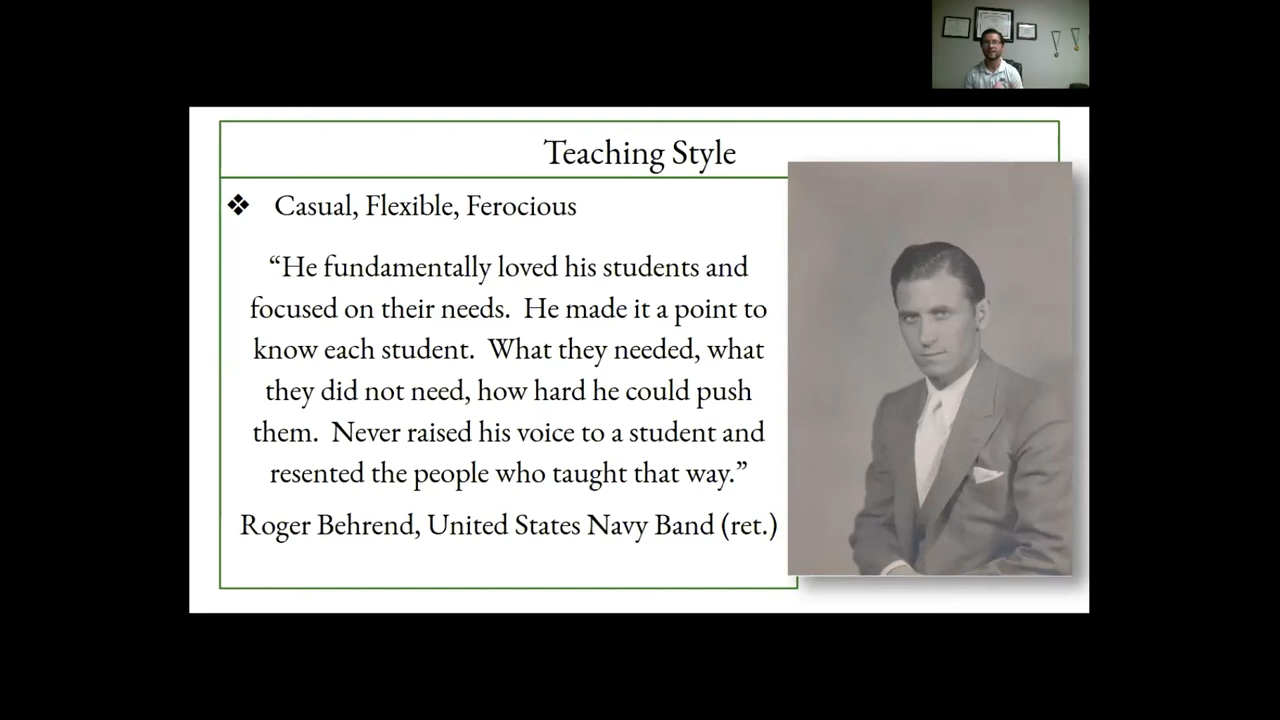 Teaching Style
❖ Casual, Flexible, Ferocious
“He fundamentally loved his students and
focused on their needs.  He made it a point to
know each student.  What they needed, what
they did not need, how hard he could push
them.  Never raised his voice to a student and
resented the people who taught that way.”
Roger Behrend, United States Navy Band (ret.)